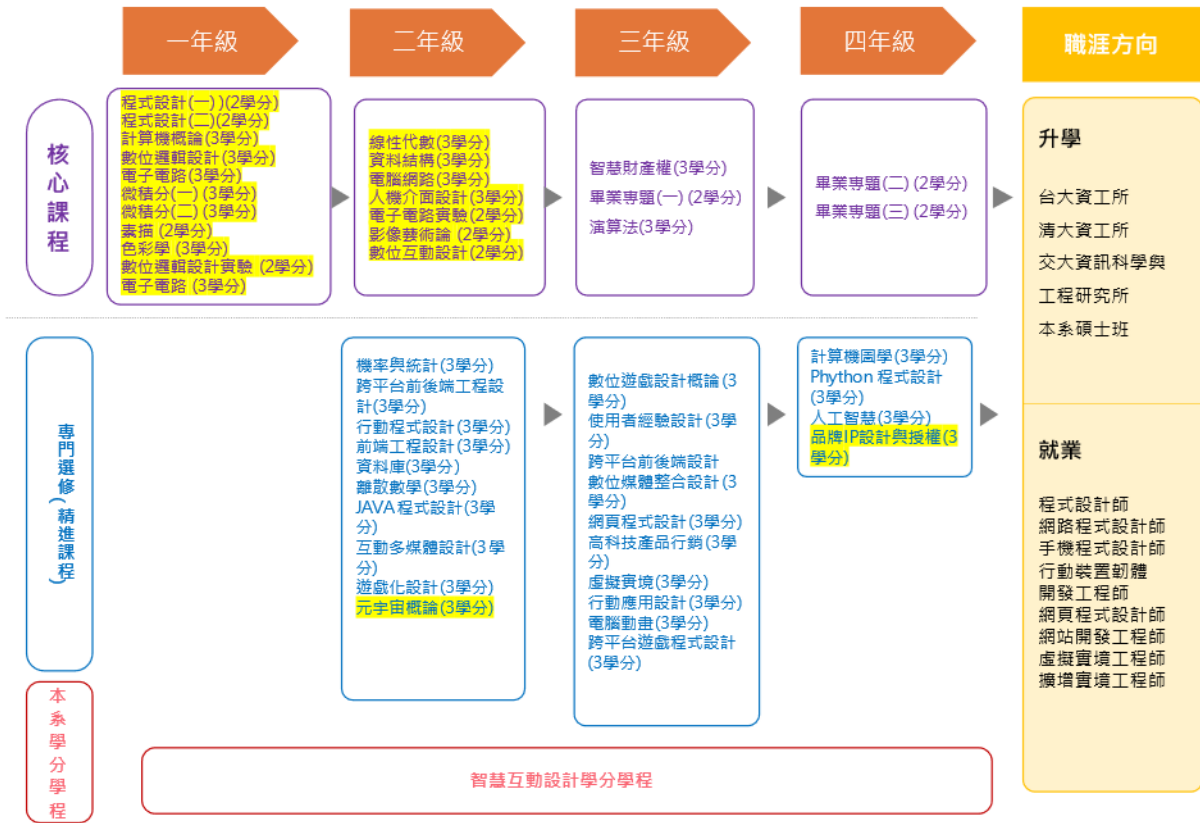 一年級
二年級
三年級
四年級
職涯方向
核心課程
程式設計(一))(2學分)
程式設計(二)(2學分)
計算機概論(3學分)
數位邏輯設計(3學分)
電子電路(3學分)
微積分(一) (3學分)
微積分(二) (3學分)
素描 (2學分)
色彩學 (3學分)
數位邏輯設計實驗 (2學分)
電子電路 (3學分)
線性代數(3學分)
資料結構(3學分)
電腦網路(3學分)
人機介面設計(3學分)
電子電路實驗(2學分)
影像藝術論 (2學分)
數位互動設計(2學分)
智慧財產權(3學分)
畢業專題(一) (2學分)
演算法(3學分)
畢業專題(二) (2學分)
畢業專題(三) (2學分)
升學
台大資工所
清大資工所
交大資訊科學與
工程研究所
本系碩士班
專門選修(精進課程)
機率與統計(3學分)
跨平台前後端工程設
計(3學分)
行動程式設計(3學分)
前端工程設計(3學分)
資料庫(3學分)
離散數學(3學分)
JAVA 程式設計(3學
分)
互動多媒體設計(3學
分)
遊戲化設計(3學分)
元宇宙概論(3學分)
數位遊戲設計概論(3
學分)
使用者經驗設計(3學
分)
跨平台前後端設計
數位媒體整合設計(3
學分)
網頁程式設計(3學分)
高科技產品行銷(3學
分)
虛擬實境(3學分)
行動應用設計(3學分)
電腦動畫(3學分)
跨平台遊戲程式設計
(3學分)
計算機圖學(3學分)
Phython 程式設計
(3學分)
人工智慧(3學分)
品牌IP設計與授權(3
學分)
就業
程式設計師
網路程式設計師
手機程式設計師
行動裝置韌體
開發工程師
網頁程式設計師
網站開發工程師
虛擬實境工程師
擴增實境工程師
本系學分學程
智慧互動設計學分學程